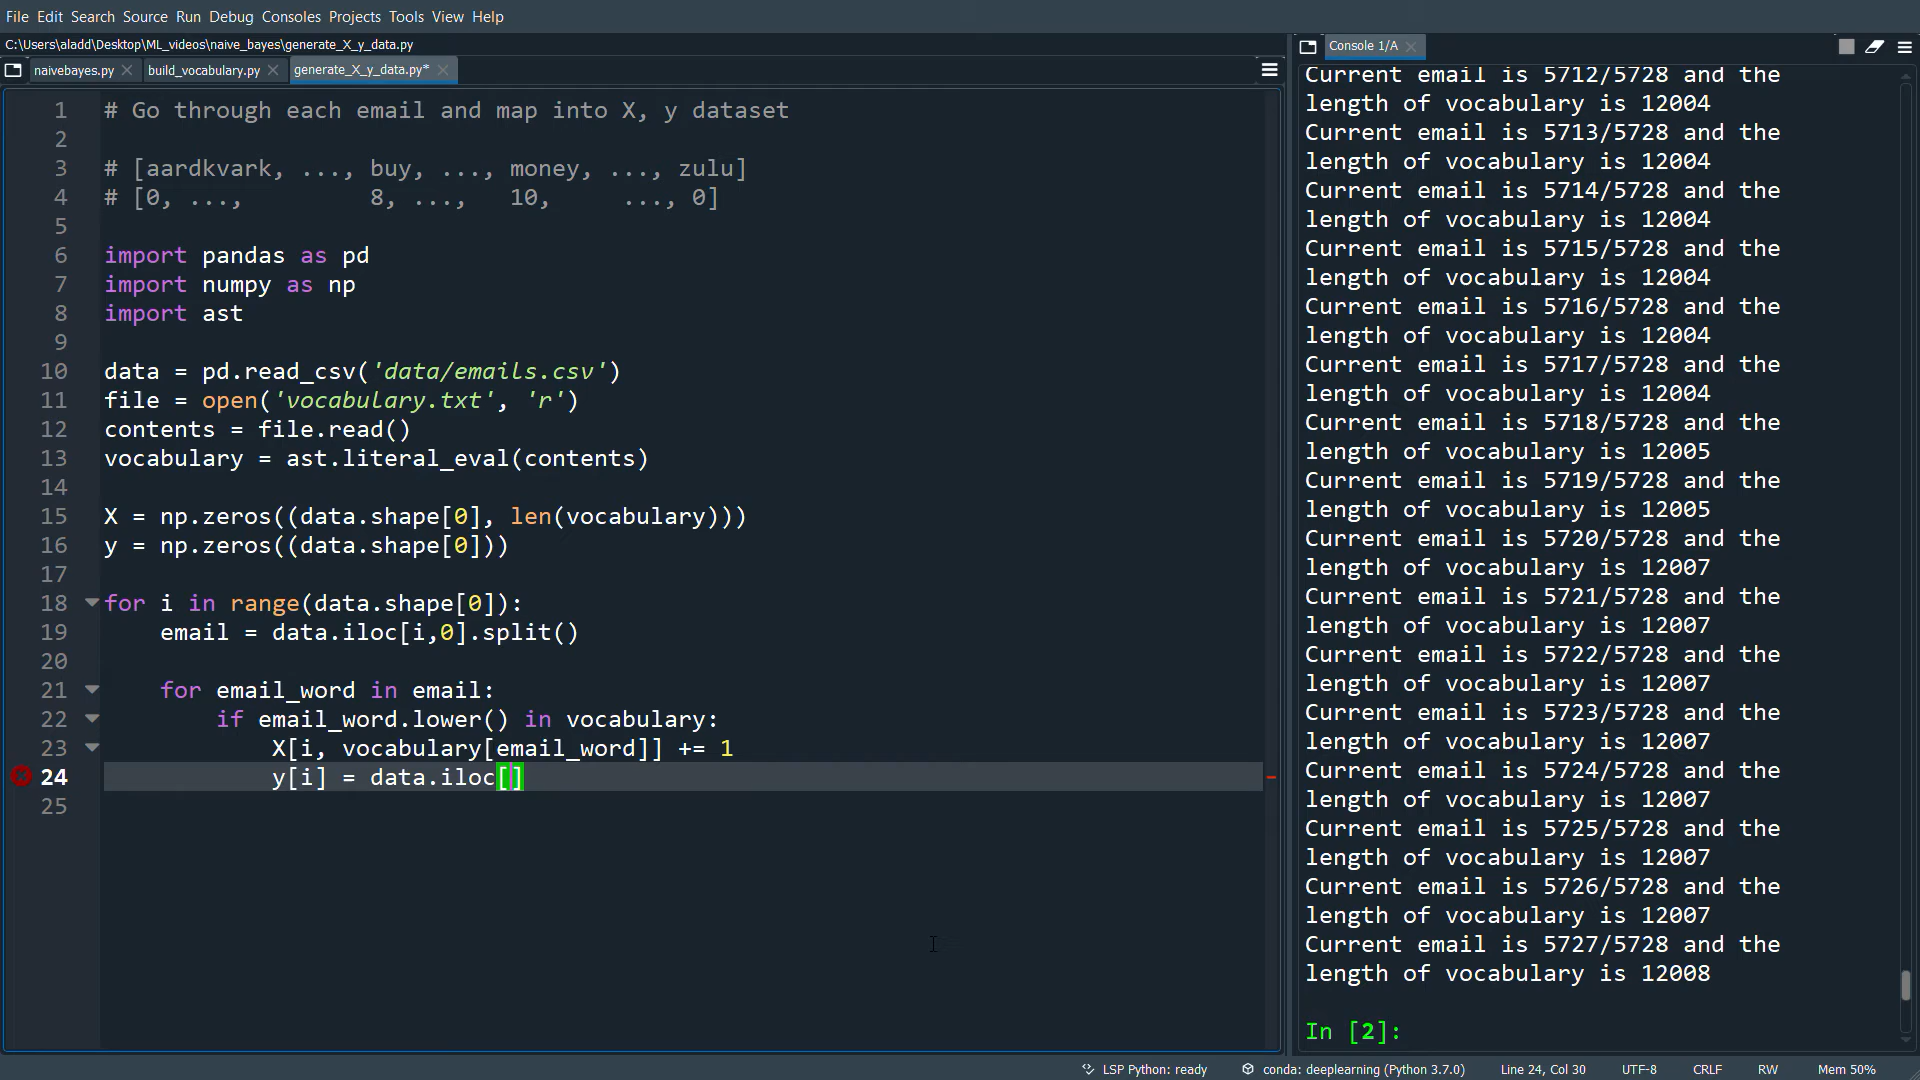 File Edit Search Source Run Debug Consoles Projects Tools View Help
C:\Users\aladd\Desktop\ML_videos\naive_bayes\generate_X_y_data.py
naivebayes.py
build_vocabulary.py
generate_X_y_data.py*
1 # Go through each email and map into X, y dataset
2
3 # [aardkvark, ..., buy, ..., money, ..., zulu]
4 # [0, ..., 8, ..., 10, ..., 0]
5
6 import pandas as pd
7 import numpy as np
8 import ast
9
10 data = pd.read_csv('data/emails.csv')
11 file = open('vocabulary.txt', 'r')
12 contents = file.read()
13 vocabulary = ast.literal_eval(contents)
14
15 X = np.zeros((data.shape[0], len(vocabulary)))
16 y = np.zeros((data.shape[0]))
17
18 for i in range(data.shape[0]):
19 email = data.iloc[i,0].split()
20
21 for email_word in email:
22 if email_word.lower() in vocabulary:
23 X[i, vocabulary[email_word]] += 1
24 y[i] = data.iloc[]
25
Console 1/A
Current email is 5712/5728 and the
length of vocabulary is 12004
Current email is 5713/5728 and the
length of vocabulary is 12004
Current email is 5714/5728 and the
length of vocabulary is 12004
Current email is 5715/5728 and the
length of vocabulary is 12004
Current email is 5716/5728 and the
length of vocabulary is 12004
Current email is 5717/5728 and the
length of vocabulary is 12004
Current email is 5718/5728 and the
length of vocabulary is 12005
Current email is 5719/5728 and the
length of vocabulary is 12005
Current email is 5720/5728 and the
length of vocabulary is 12007
Current email is 5721/5728 and the
length of vocabulary is 12007
Current email is 5722/5728 and the
length of vocabulary is 12007
Current email is 5723/5728 and the
length of vocabulary is 12007
Current email is 5724/5728 and the
length of vocabulary is 12007
Current email is 5725/5728 and the
length of vocabulary is 12007
Current email is 5726/5728 and the
length of vocabulary is 12007
Current email is 5727/5728 and the
length of vocabulary is 12008
In [2]:
LSP Python: ready conda: deeplearning (Python 3.7.0) Line 24, Col 30 UTF-8 CRLF RW Mem 50%